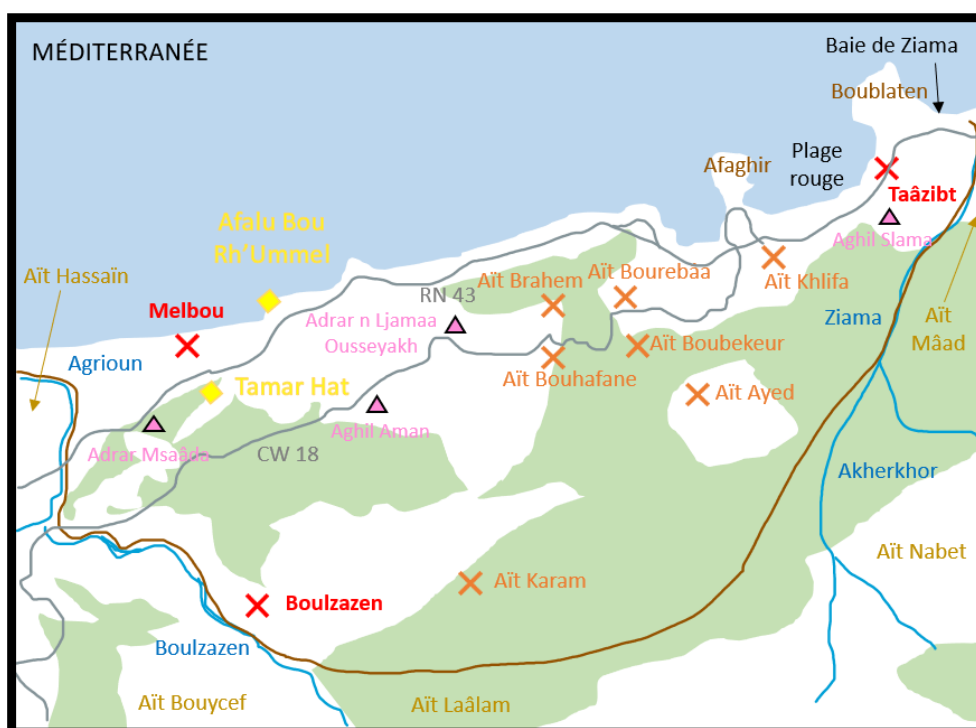 MÉDITERRANÉE
Baie de Ziama
Boublaten
Plage
rouge
Afaghir
Taâzibt
Aghil Slama
Afalu Bou
Rh'Ummel
Aït Hassaïn
Melbou
RN 43
Aït Brahem
Aït Bourebâa
Aït Khlifa
Adrar n Ljamaa
Ousseyakh
Ziama
Aït
Mâad
Agrioun
Aït Boubekeur
Aït Bouhafane
Tamar Hat
Aït Ayed
Aghil Aman
Adrar Msaâda
CW 18
Akherkhor
Aït Nabet
Aït Karam
Boulzazen
Boulzazen
Aït Bouycef
Aït Laâlam